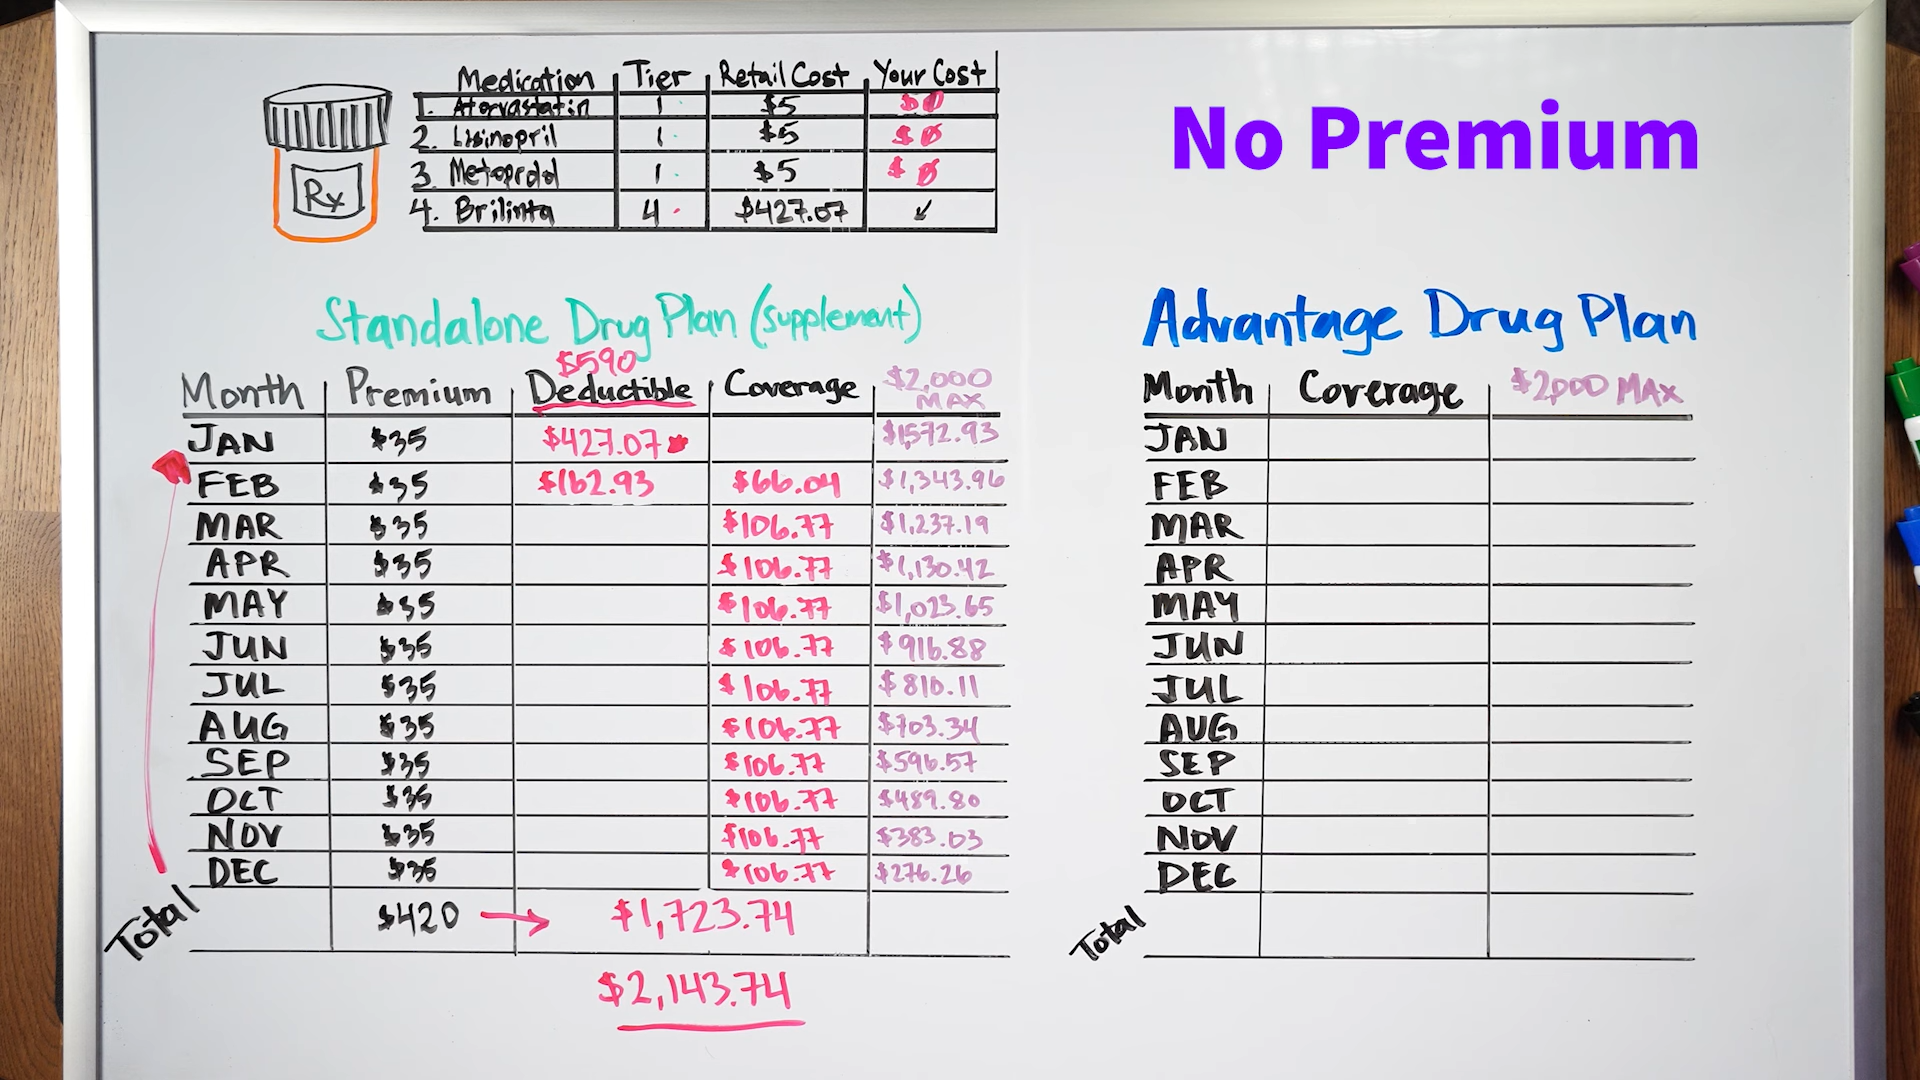 Medication Tier Retail Cost Your Cost
1. Atorvastatin 1 $5 $0
2. Lisinopril 1 $5 $0
3. Metoprolol 1 $5 $0
4. Brilinta 4 $427.07
Rx
No Premium
Standalone Drug Plan (supplement)
$590
Month Premium Deductible Coverage $2,000 MAX
JAN $35 $427.07 $1572.93
FEB $35 $162.93 $66.04 $1,343.96
MAR $35 $106.77 $1,237.19
APR $35 $106.77 $1,130.42
MAY $35 $106.77 $1,023.65
JUN $35 $106.77 $916.88
JUL $35 $106.77 $810.11
AUG $35 $106.77 $703.34
SEP $35 $106.77 $596.57
OCT $35 $106.77 $489.80
NOV $35 $106.77 $383.03
DEC $35 $106.77 $276.26
Total $420 $1,723.74
$2,143.74
Advantage Drug Plan
Month Coverage $2,000 MAX
JAN
FEB
MAR
APR
MAY
JUN
JUL
AUG
SEP
OCT
NOV
DEC
Total